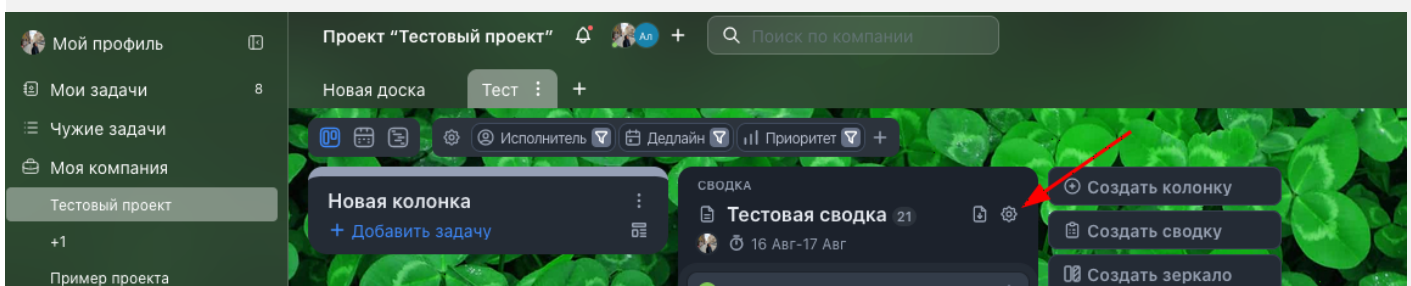 Мой профиль
Мои задачи 8
Чужие задачи
Моя компания
Тестовый проект
+1
Пример проекта
Проект “Тестовый проект” Ал + Поиск по компании
Новая доска Тест +
Исполнитель Дедлайн Приоритет +
Новая колонка
+ Добавить задачу
СВОДКА
Тестовая сводка 21
16 Авг-17 Авг
Создать колонку
Создать сводку
Создать зеркало